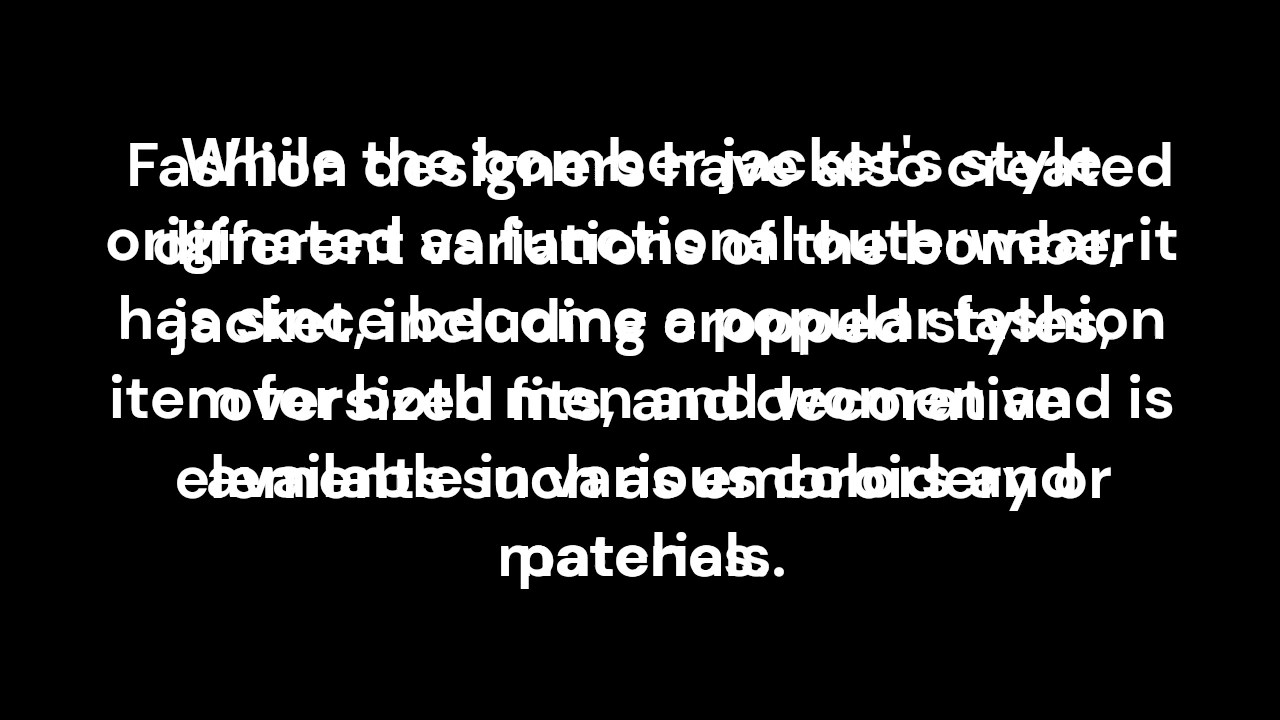 While the bomber jacket's style
originated as functional outerwear, it
has since become a popular fashion
item for both men and women and is
available in various colors and
materials.
Fashion designers have also created
different variations of the bomber
jacket, including cropped styles,
oversized fits, and decorative
elements such as embroidery or
patches.